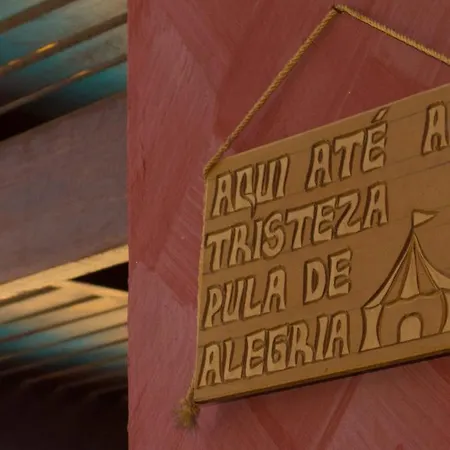 AQUI ATÉ A
TRISTEZA
PULA DE
ALEGRIA